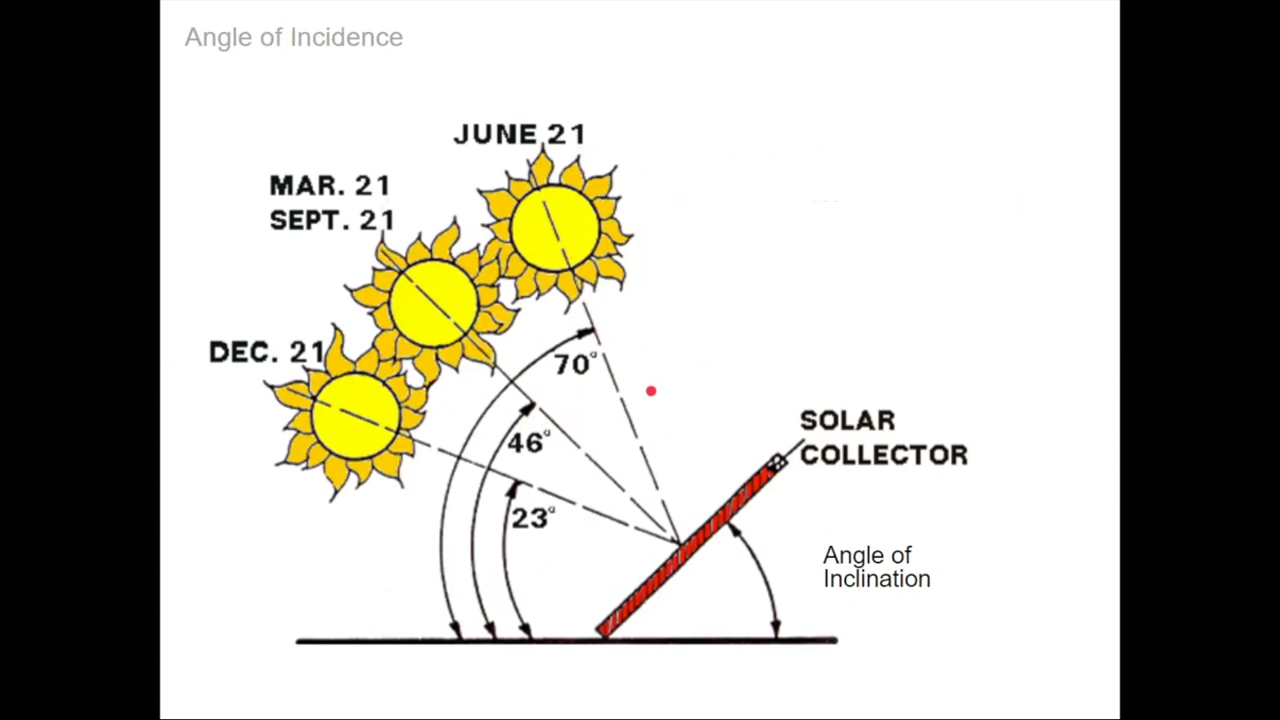 Angle of Incidence
JUNE 21
MAR. 21
SEPT. 21
DEC. 21
70°
46°
23°
SOLAR
COLLECTOR
Angle of
Inclination